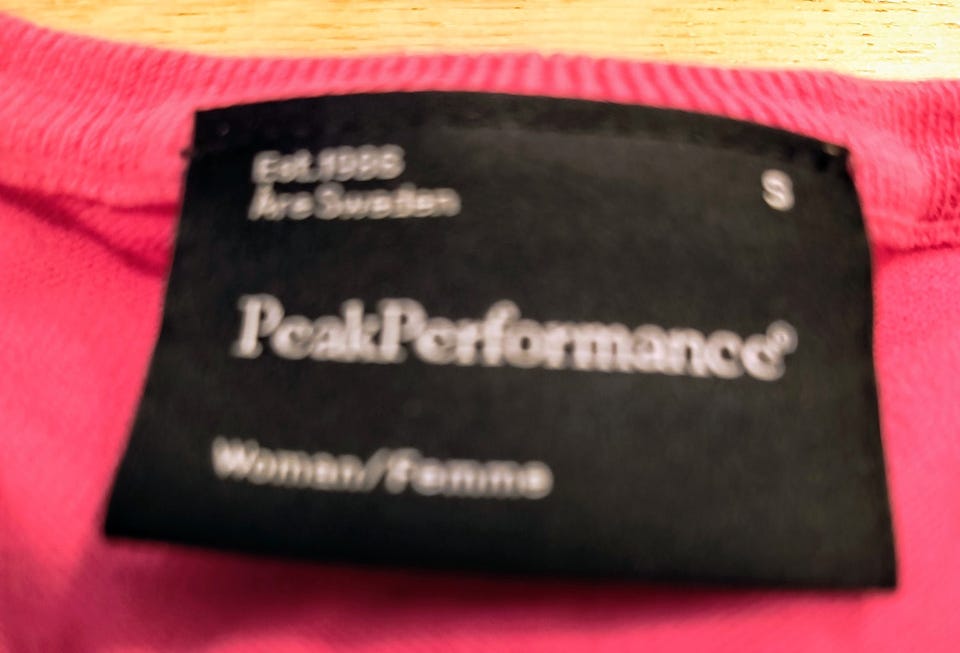 Est.1986
Åre Sweden
S
PeakPerformance®
Woman/Femme